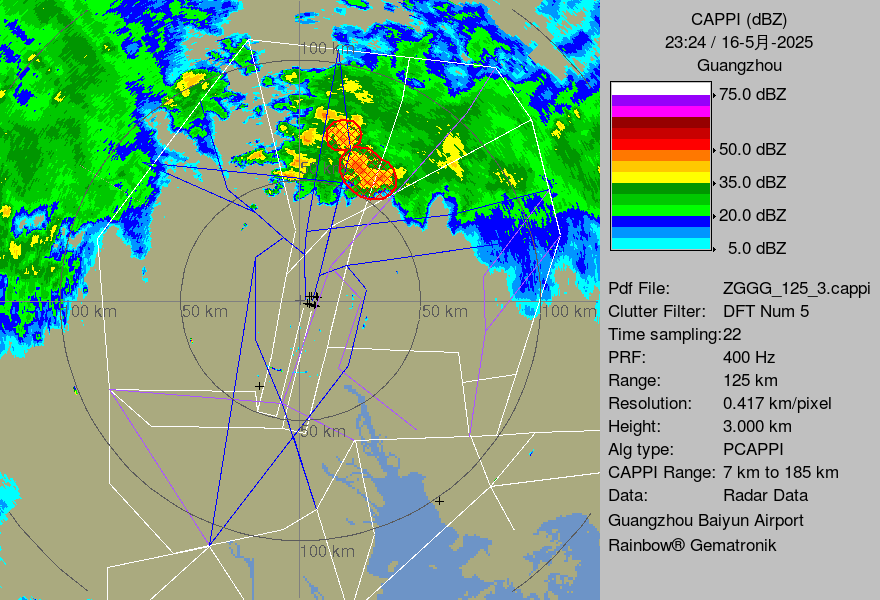 CAPPI (dBZ)
23:24 / 16-5月-2025
Guangzhou
75.0 dBZ
50.0 dBZ
35.0 dBZ
20.0 dBZ
5.0 dBZ
Pdf File: ZGGG_125_3.cappi
Clutter Filter: DFT Num 5
Time sampling:22
PRF: 400 Hz
Range: 125 km
Resolution: 0.417 km/pixel
Height: 3.000 km
Alg type: PCAPPI
CAPPI Range: 7 km to 185 km
Data: Radar Data
Guangzhou Baiyun Airport
Rainbow® Gematronik
100 km
00 km
50 km
50 km
100 km
50 km
100 km